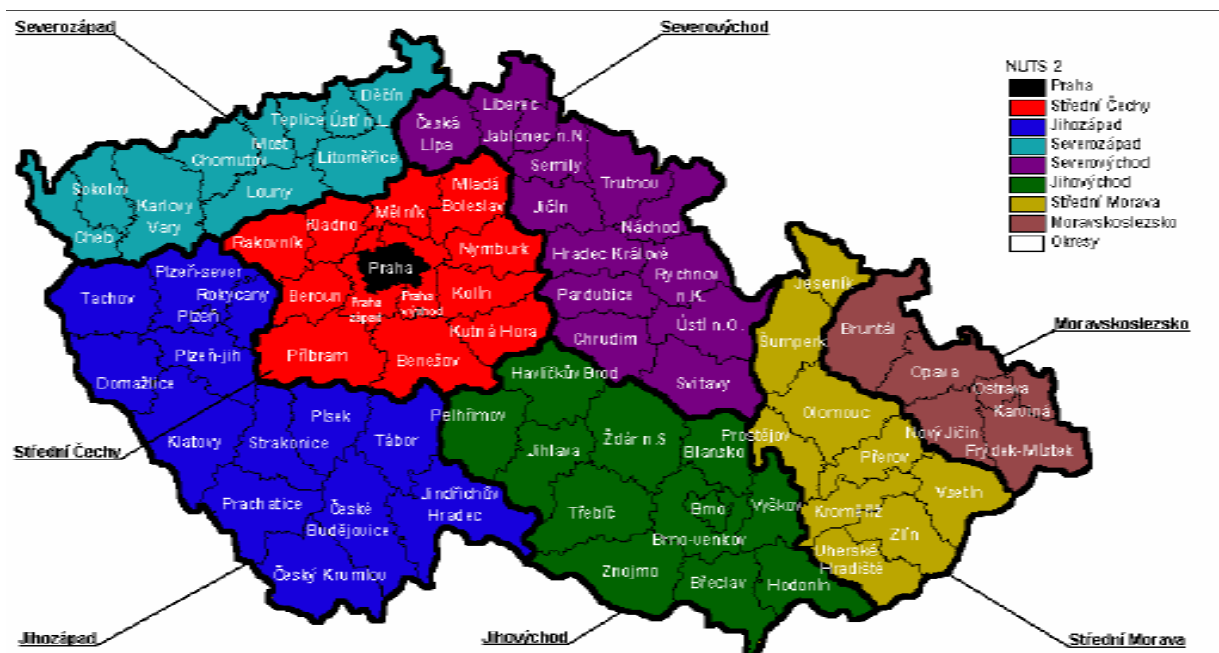 Severozápad
Severovýchod
NUTS 2
Praha
Střední Čechy
Jihozápad
Severozápad
Severovýchod
Jihovýchod
Střední Morava
Moravskoslezsko
Okresy
Děčín
Teplice
Ústí n.L.
Most
Chomutov
Litoměřice
Sokolov
Karlovy
Vary
Louny
Cheb
Liberec
Česká
Lípa
Jablonec n.N.
Semily
Trutnov
Jičín
Náchod
Hradec Králové
Rychnov
n.K.
Pardubice
Ústí n.O.
Chrudim
Svitavy
Mladá
Boleslav
Mělník
Kladno
Rakovník
Nymburk
Praha
Beroun
Praha
západ
Praha
východ
Kolín
Kutná Hora
Příbram
Benešov
Plzeň-sever
Tachov
Rokycany
Plzeň
Plzeň-jih
Domažlice
Klatovy
Písek
Strakonice
Tábor
Prachatice
České
Budějovice
Jindřichův
Hradec
Český Krumlov
Havlíčkův Brod
Pelhřimov
Jihlava
Žďár n.S
Blansko
Třebíč
Brno
Vyškov
Brno-venkov
Znojmo
Břeclav
Hodonín
Jeseník
Šumperk
Olomouc
Prostějov
Přerov
Kroměříž
Vsetín
Zlín
Uherské
Hradiště
Bruntál
Opava
Ostrava
Karviná
Nový Jičín
Frýdek-Místek
Moravskoslezsko
Střední Čechy
Jihozápad
Jihovýchod
Střední Morava